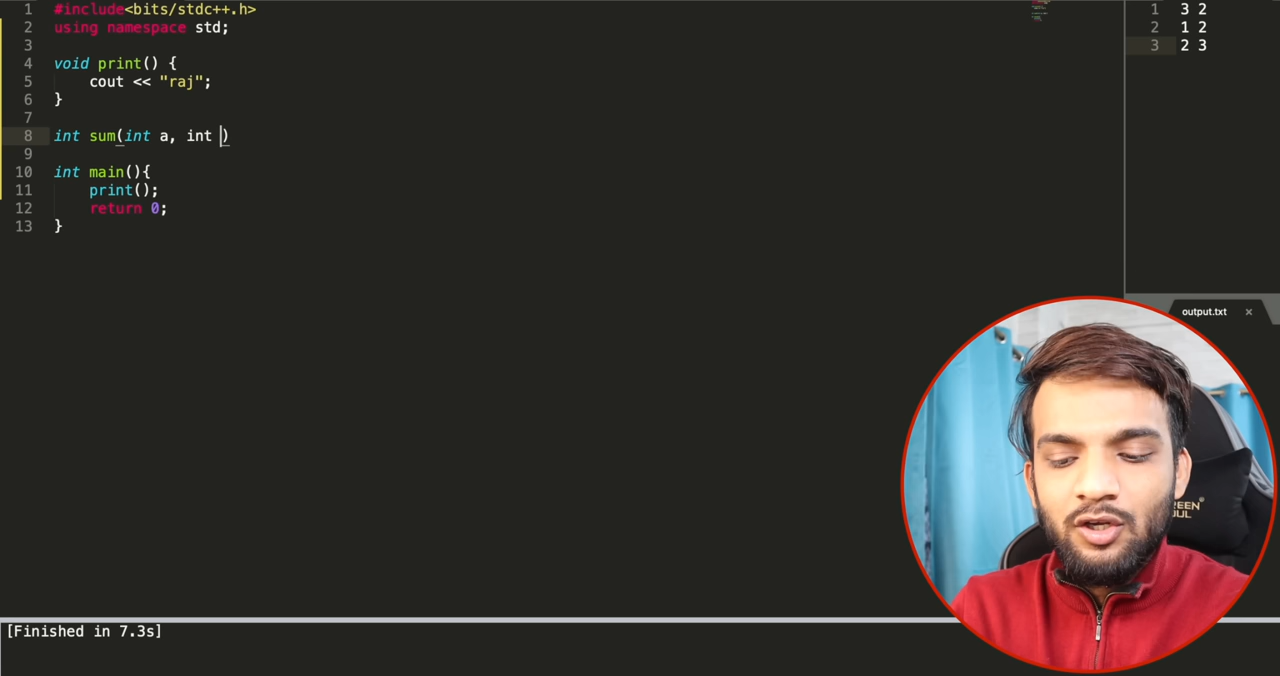 1 #include<bits/stdc++.h>
2 using namespace std;
3
4 void print() {
5 cout << "raj";
6 }
7
8 int sum(int a, int )
9
10 int main(){
11 print();
12 return 0;
13 }
1 3 2
2 1 2
3 2 3
output.txt ×
REEN
UL
[Finished in 7.3s]